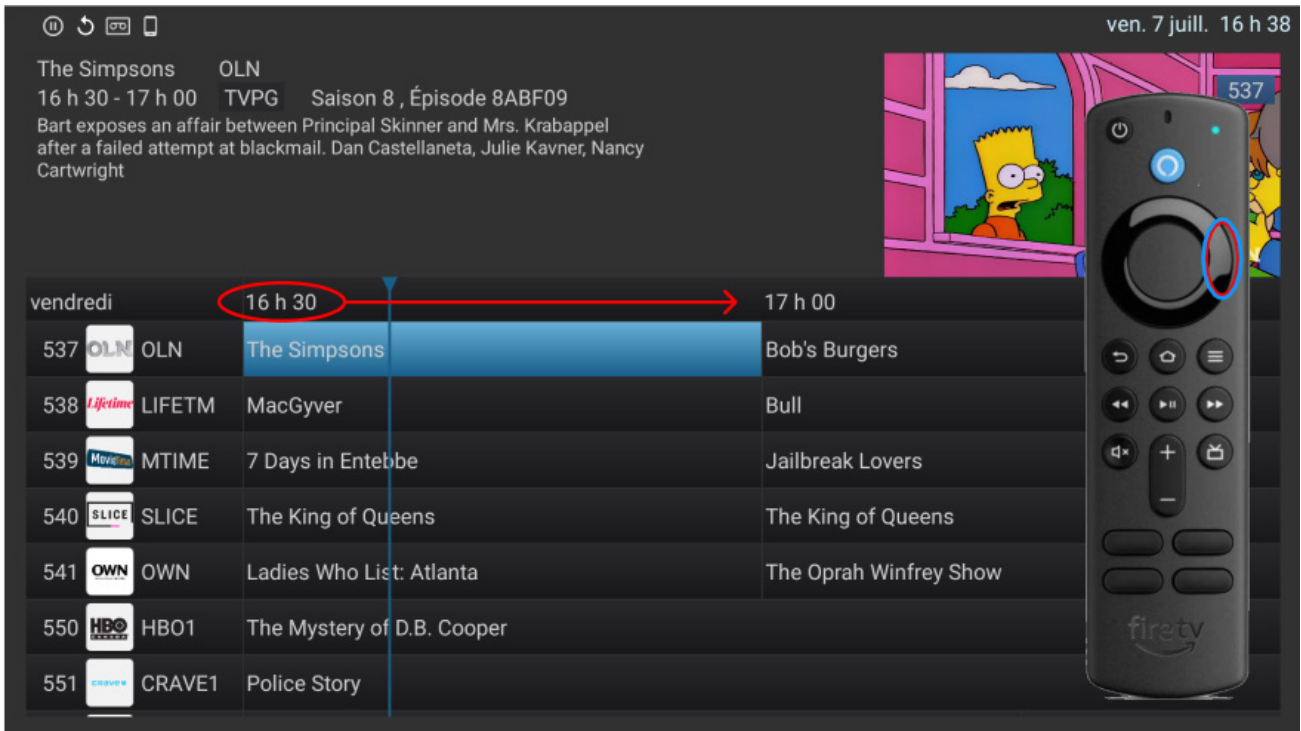 ven. 7 juill. 16 h 38
The Simpsons OLN
16 h 30 - 17 h 00 TVPG Saison 8 , Épisode 8ABF09
Bart exposes an affair between Principal Skinner and Mrs. Krabappel
after a failed attempt at blackmail. Dan Castellaneta, Julie Kavner, Nancy
Cartwright
537
vendredi 16 h 30 17 h 00
537 OLN OLN The Simpsons Bob's Burgers
538 Lifetime LIFETM MacGyver Bull
539 MTIME 7 Days in Entebbe Jailbreak Lovers
540 SLICE SLICE The King of Queens The King of Queens
541 OWN OWN Ladies Who List: Atlanta The Oprah Winfrey Show
550 HBO CANADA HBO1 The Mystery of D.B. Cooper
551 crave CRAVE1 Police Story
firetv